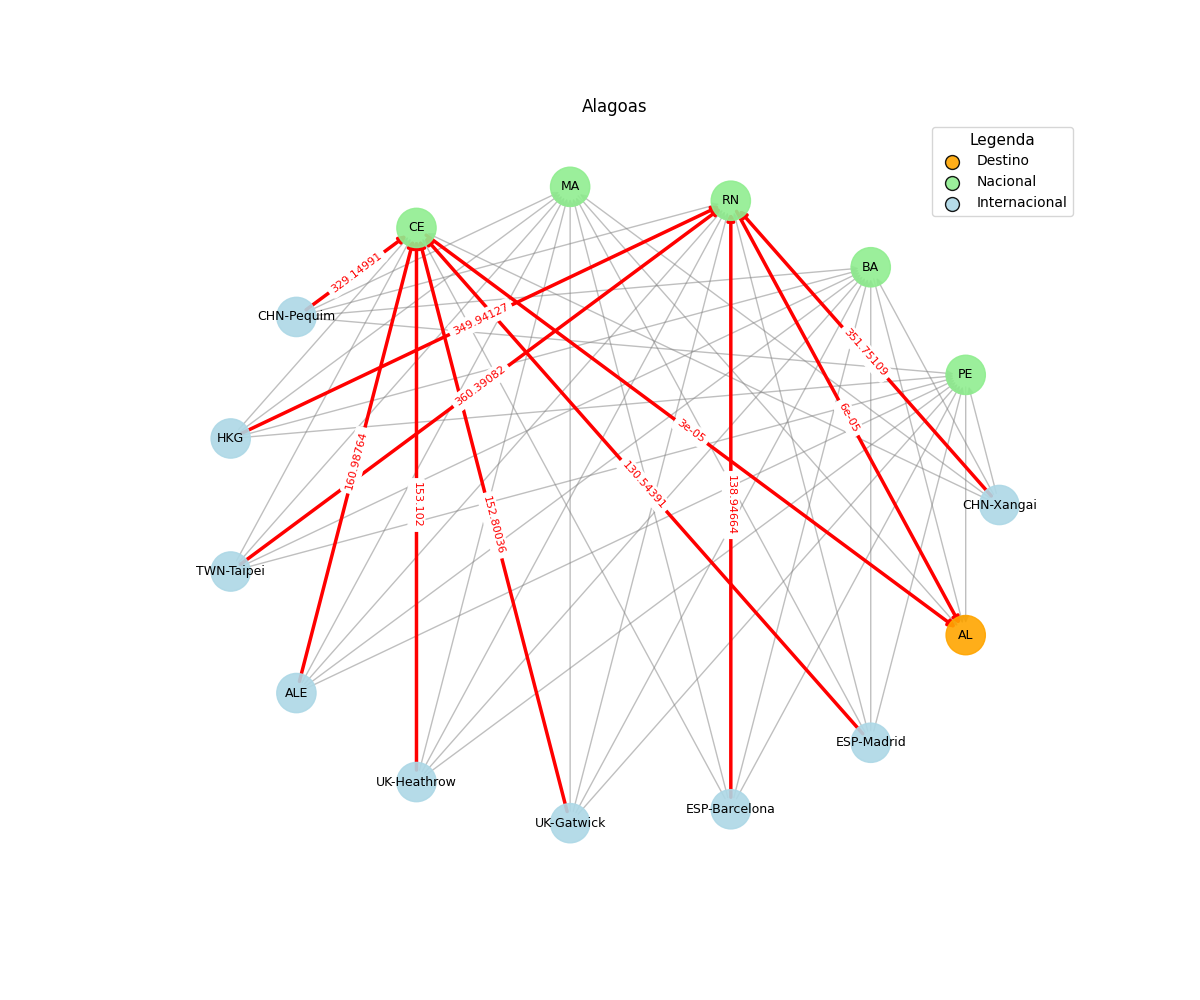 Alagoas
Legenda
Destino
Nacional
Internacional
MA
RN
CE
BA
329.14991
CHN-Pequim
349.94127
351.75109
PE
360.39082
6e-05
3e-05
HKG
160.98764
130.54391
153.102
138.94664
CHN-Xangai
152.80036
TWN-Taipei
AL
ALE
ESP-Madrid
UK-Heathrow
ESP-Barcelona
UK-Gatwick